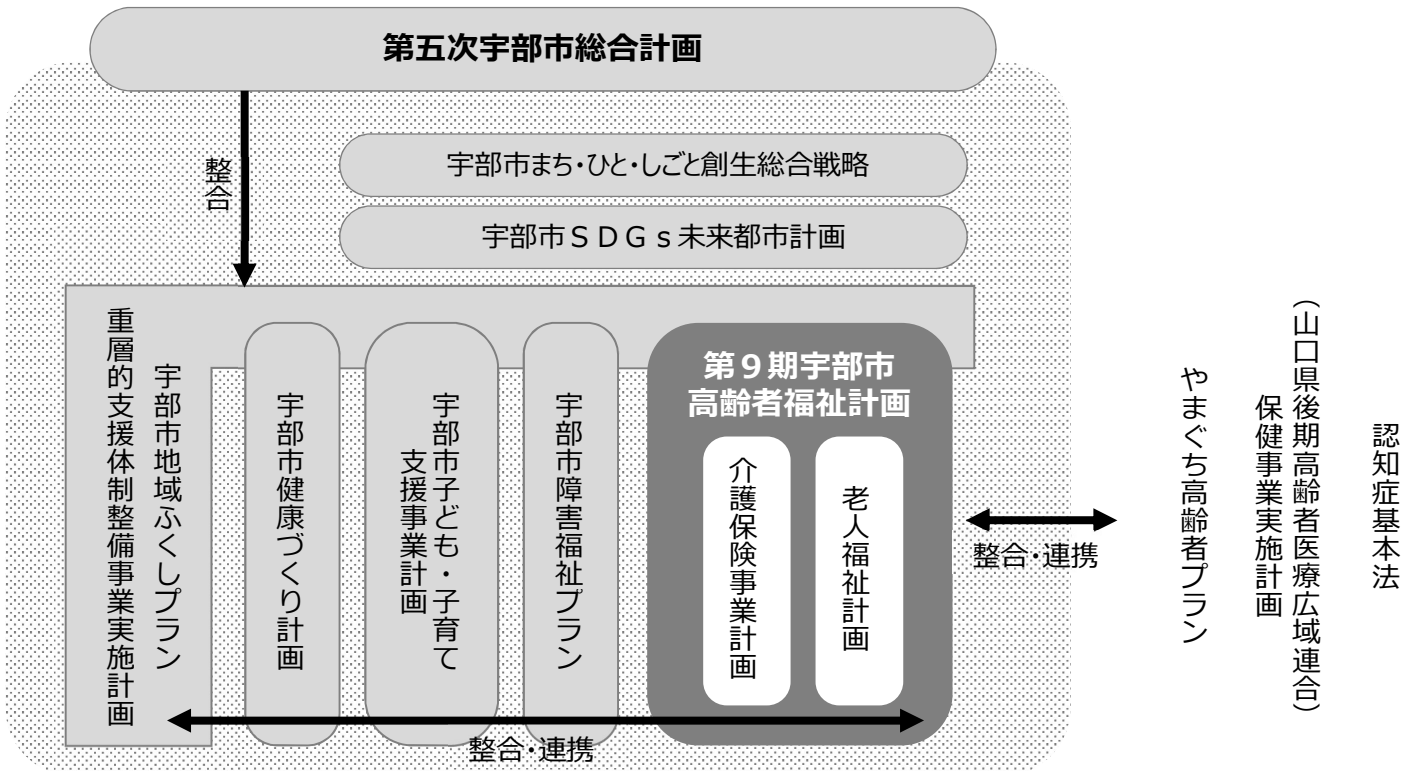 第五次宇部市総合計画
整合
宇部市まち・ひと・しごと創生総合戦略
宇部市ＳＤＧｓ未来都市計画
宇部市地域ふくしプラン
重層的支援体制整備事業実施計画
宇部市健康づくり計画
宇部市子ども・子育て
支援事業計画
宇部市障害福祉プラン
第９期宇部市
高齢者福祉計画
老人福祉計画
介護保険事業計画
整合・連携
整合・連携
認知症基本法
（山口県後期高齢者医療広域連合）
保健事業実施計画
やまぐち高齢者プラン